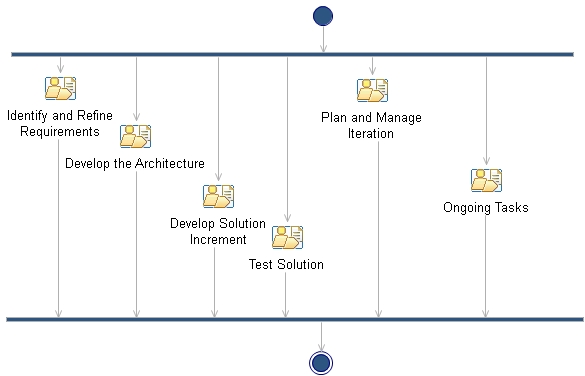 Identify and Refine
Requirements
Develop the Architecture
Develop Solution
Increment
Test Solution
Plan and Manage
Iteration
Ongoing Tasks